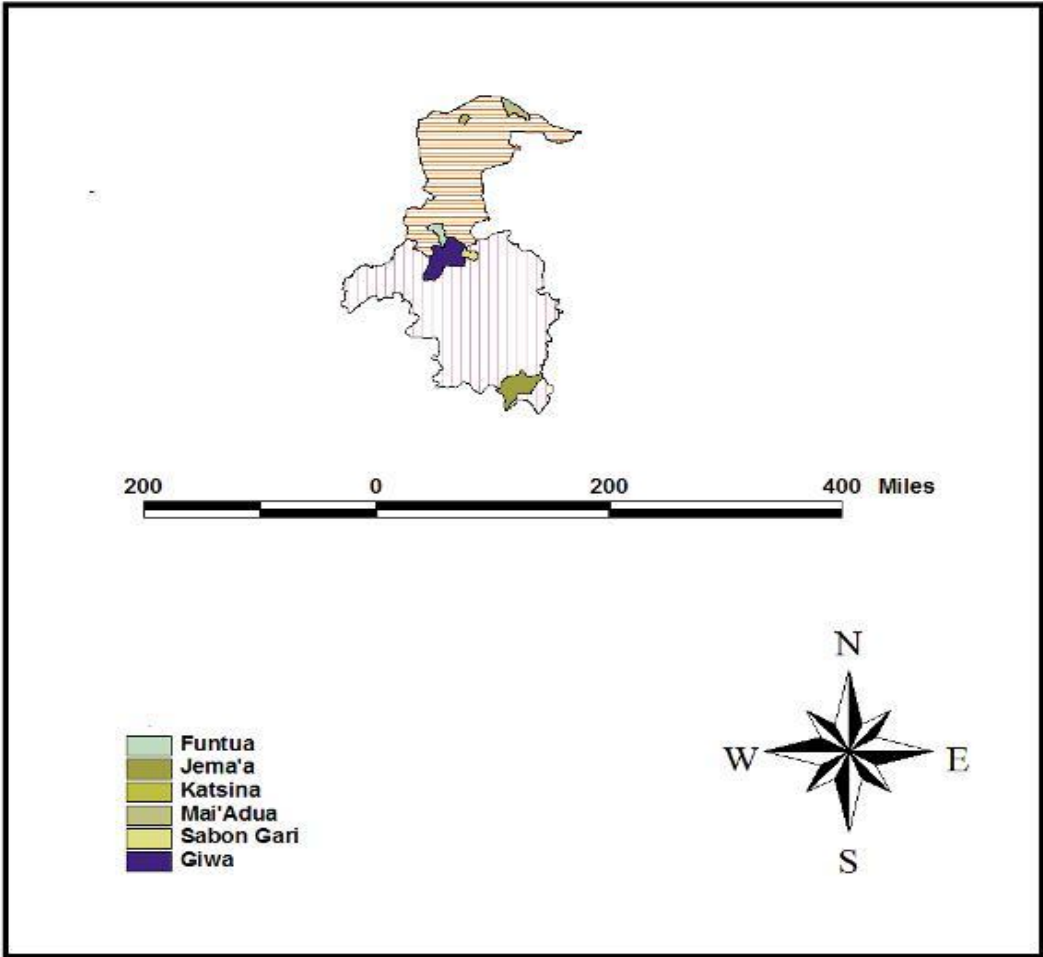 200 0 200 400 Miles
N
W E
S
Funtua
Jema'a
Katsina
Mai'Adua
Sabon Gari
Giwa